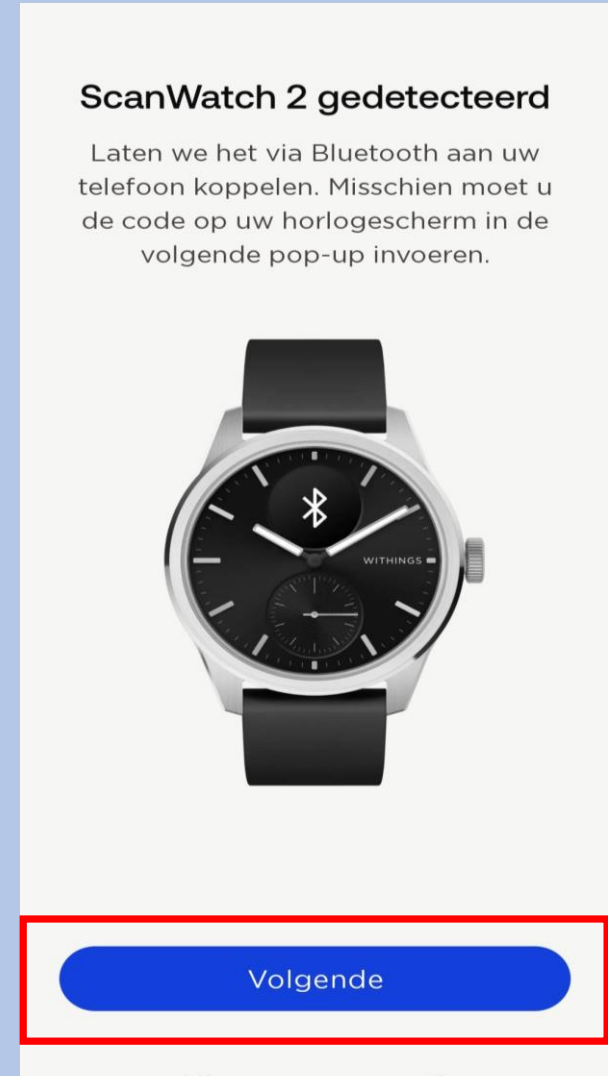 ScanWatch 2 gedetecteerd
Laten we het via Bluetooth aan uw
telefoon koppelen. Misschien moet u
de code op uw horlogescherm in de
volgende pop-up invoeren.
WITHINGS
Volgende